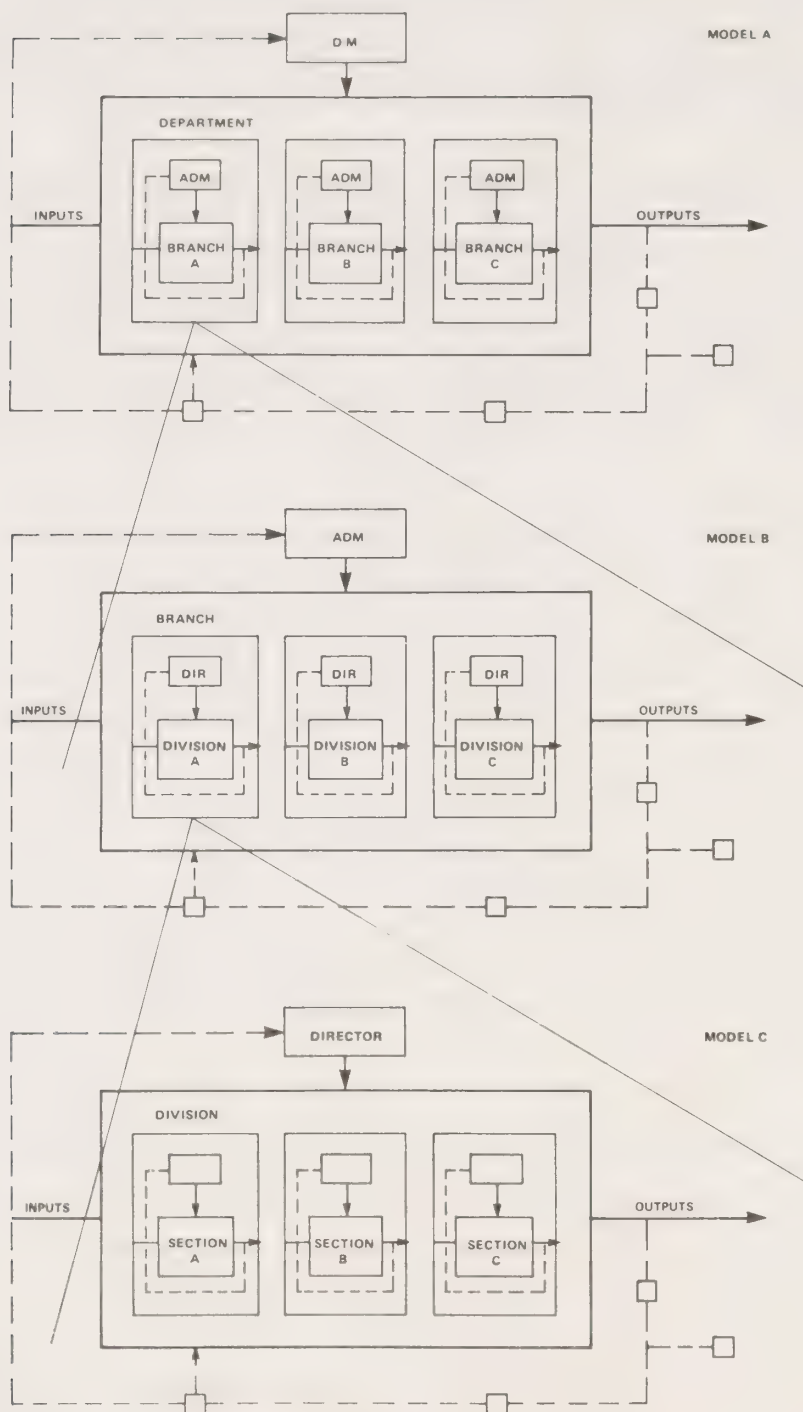 MODEL A
DM
DEPARTMENT
ADM
ADM
ADM
INPUTS
OUTPUTS
BRANCH
A
BRANCH
B
BRANCH
C
MODEL B
ADM
BRANCH
DIR
DIR
DIR
INPUTS
OUTPUTS
DIVISION
A
DIVISION
B
DIVISION
C
MODEL C
DIRECTOR
DIVISION
INPUTS
OUTPUTS
SECTION
A
SECTION
B
SECTION
C